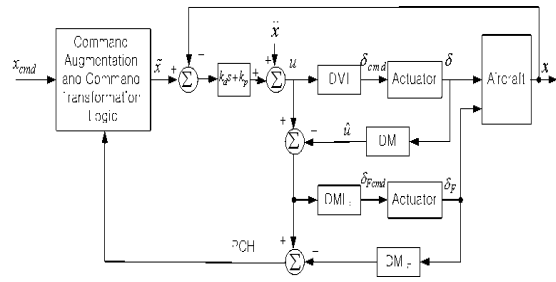 x_cmd
Command
Augmentation
and Command
Transformation
Logic
x̃
+
−
Σ
k_d s+k_p
+
ẍ
+
Σ
u
DVI
δ_cmd
Actuator
δ
Aircraft
x
+
Σ
−
û
DM
DMI F
δ_Fcmd
Actuator
δ_F
PCH
+
Σ
−
CM F